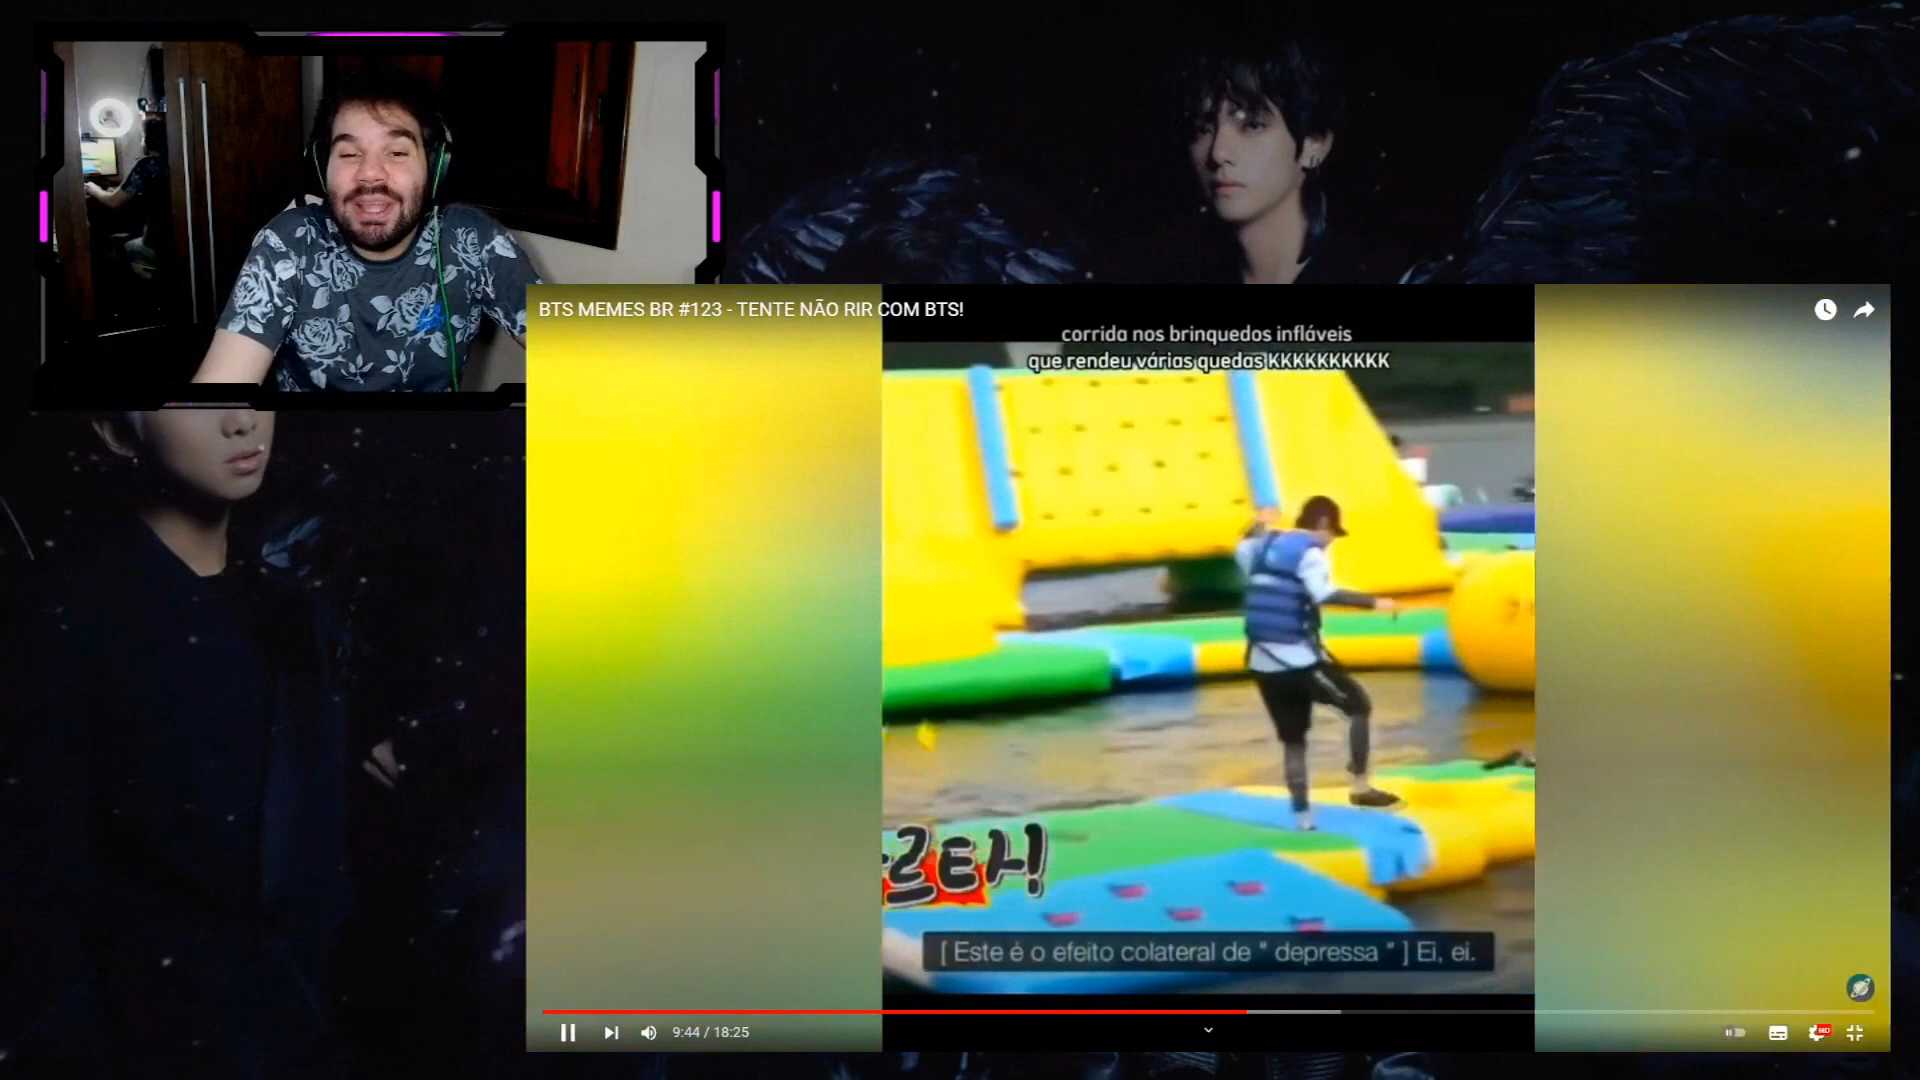 BTS MEMES BR #123 - TENTE NÃO RIR COM BTS!
corrida nos brinquedos infláveis
que rendeu várias quedas KKKKKKKKKK
[ Este é o efeito colateral de " depressa " ] Ei, ei.
9:44 / 18:25
HD